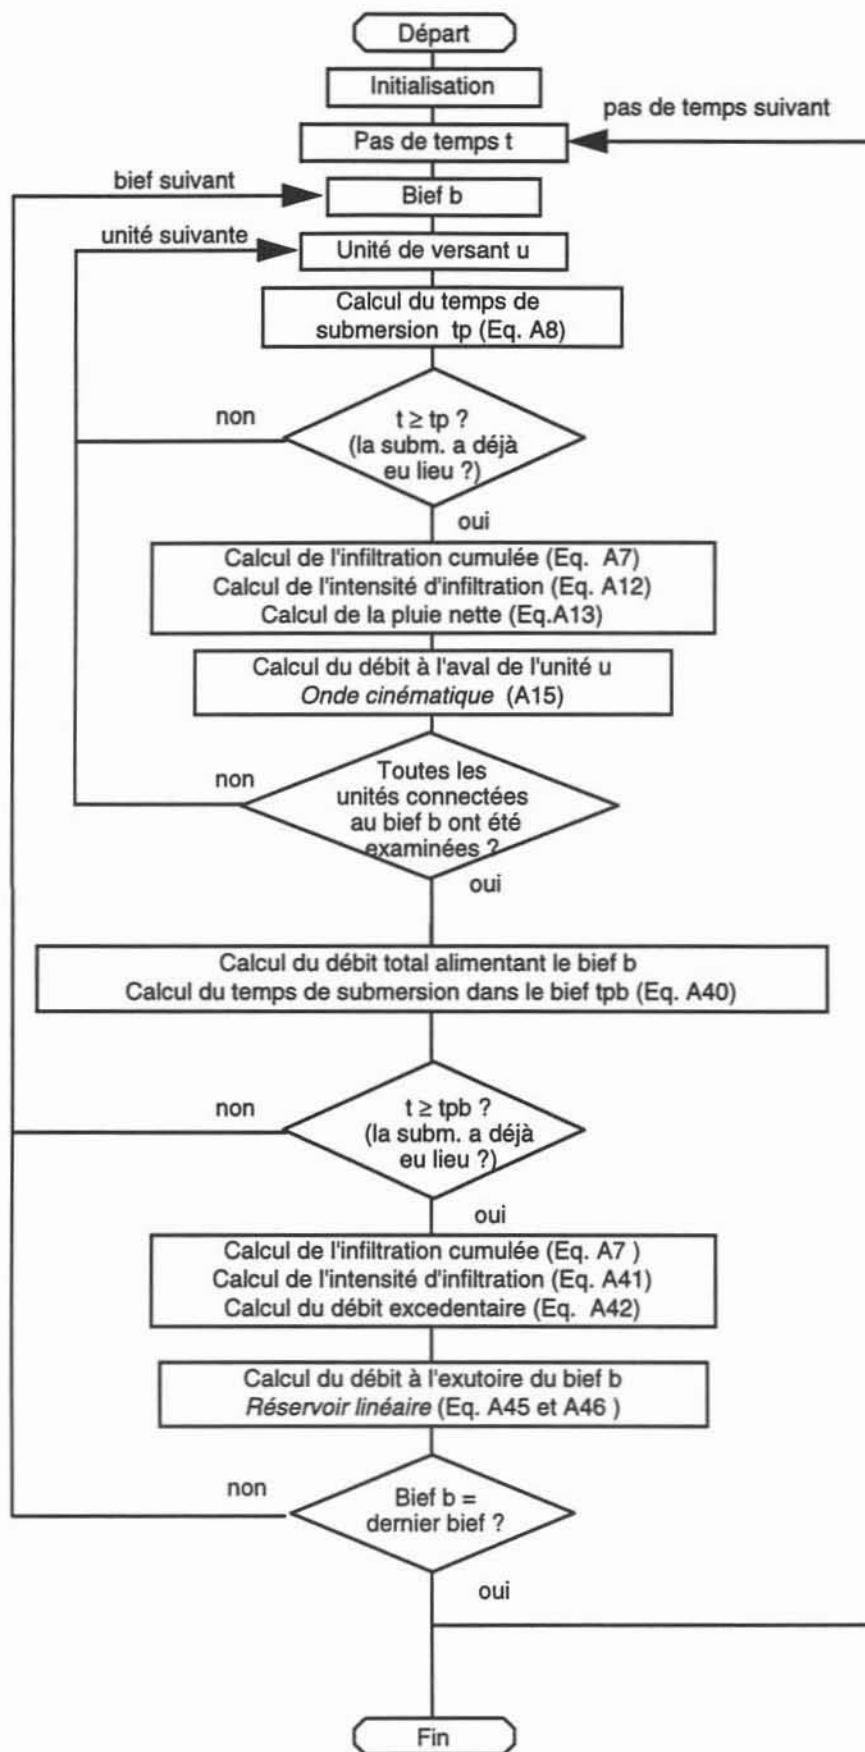 Départ
Initialisation
pas de temps suivant
Pas de temps t
bief suivant
Bief b
unité suivante
Unité de versant u
Calcul du temps de
submersion tp (Eq. A8)
non
t ≥ tp ?
(la subm. a déjà
eu lieu ?)
oui
Calcul de l'infiltration cumulée (Eq. A7)
Calcul de l'intensité d'infiltration (Eq. A12)
Calcul de la pluie nette (Eq.A13)
Calcul du débit à l'aval de l'unité u
Onde cinématique (A15)
non
Toutes les
unités connectées
au bief b ont été
examinées ?
oui
Calcul du débit total alimentant le bief b
Calcul du temps de submersion dans le bief tpb (Eq. A40)
non
t ≥ tpb ?
(la subm. a déjà
eu lieu ?)
oui
Calcul de l'infiltration cumulée (Eq. A7 )
Calcul de l'intensité d'infiltration (Eq. A41)
Calcul du débit excedentaire (Eq. A42)
Calcul du débit à l'exutoire du bief b
Réservoir linéaire (Eq. A45 et A46 )
non
Bief b =
dernier bief ?
oui
Fin